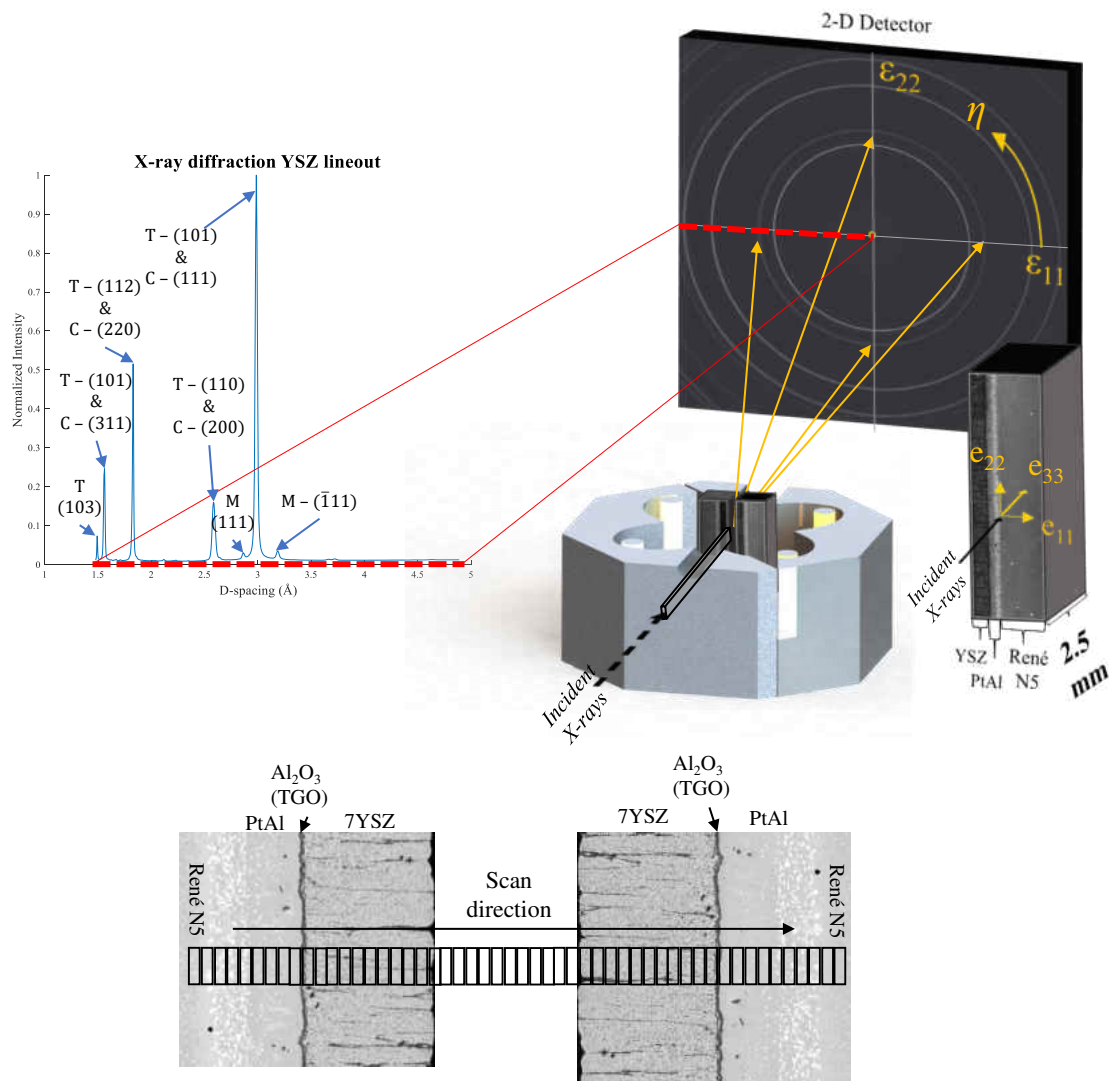 2-D Detector
ε22
η
ε11
X-ray diffraction YSZ lineout
1
0.9
0.8
0.7
0.6
0.5
0.4
0.3
0.2
0.1
0
Normalized Intensity
T – (101)
&
C – (111)
T – (112)
&
C – (220)
T – (101)
&
C – (311)
T – (110)
&
C – (200)
T
(103)
M
(111)
M – (1̅11)
1
1.5
2
2.5
3
3.5
4
4.5
5
D-spacing (Å)
e22
e33
e11
Incident
X-rays
YSZ
PtAl
René
N5
2.5
mm
Incident
X-rays
Al2O3
(TGO)
PtAl
7YSZ
René N5
Scan
direction
Al2O3
(TGO)
7YSZ
PtAl
René N5